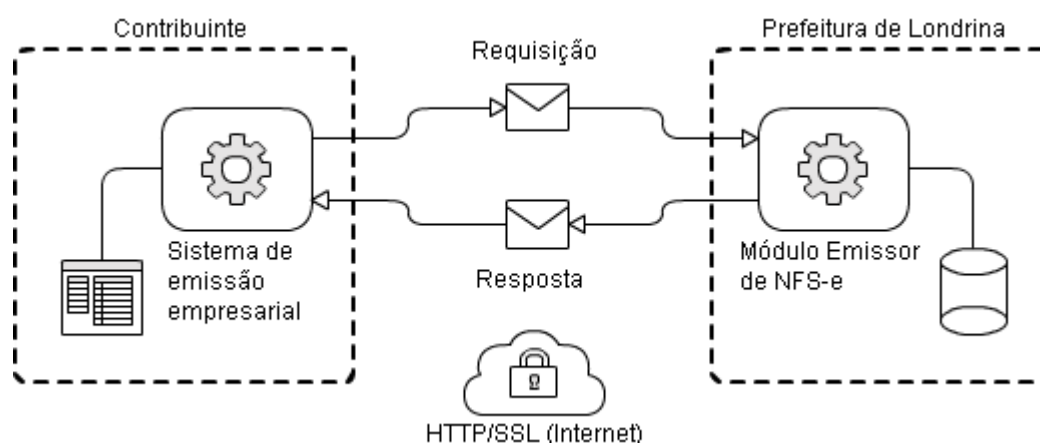 Contribuinte
Prefeitura de Londrina
Requisição
Sistema de
emissão
empresarial
Resposta
Módulo Emissor
de NFS-e
HTTP/SSL (Internet)